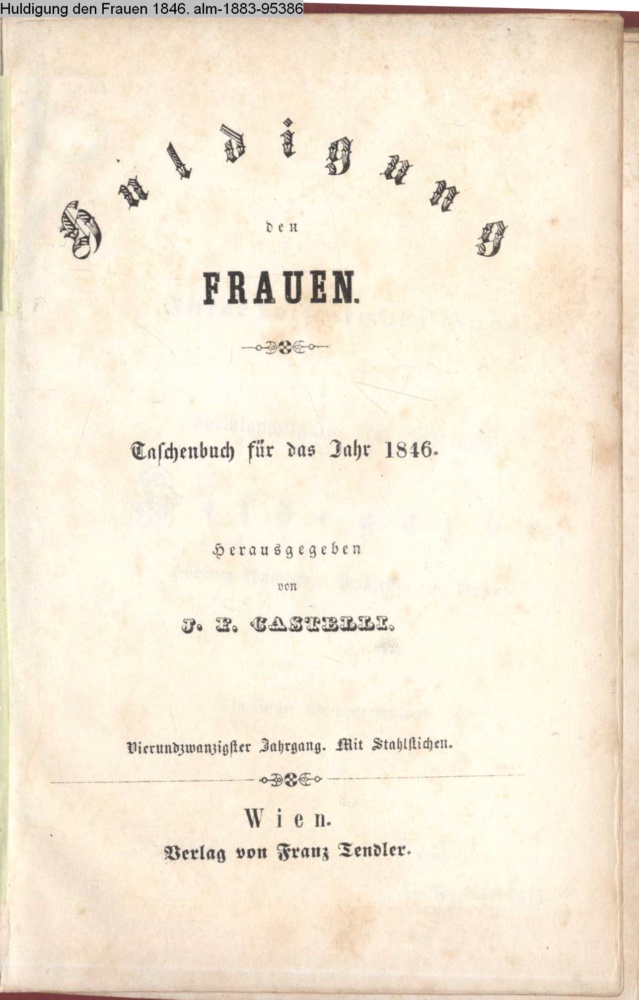 Huldigung den Frauen 1846. alm-1883-95386
Huldigung
den
FRAUEN.
Taschenbuch für das Jahr 1846.
Herausgegeben
von
J. F. CASTELLI.
Vierundzwanzigster Jahrgang. Mit Stahlstichen.
Wien.
Verlag von Franz Tendler.